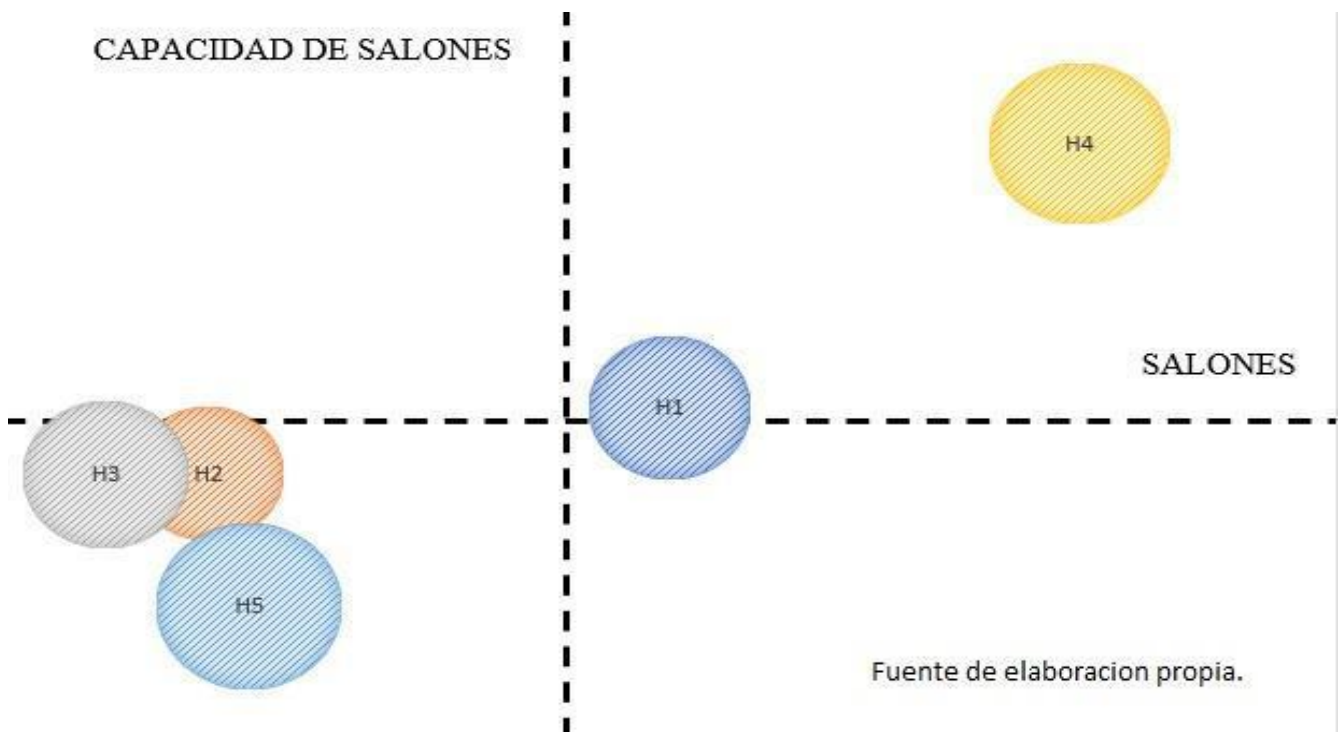 CAPACIDAD DE SALONES
H4
SALONES
H1
H3
H2
H5
Fuente de elaboracion propia.